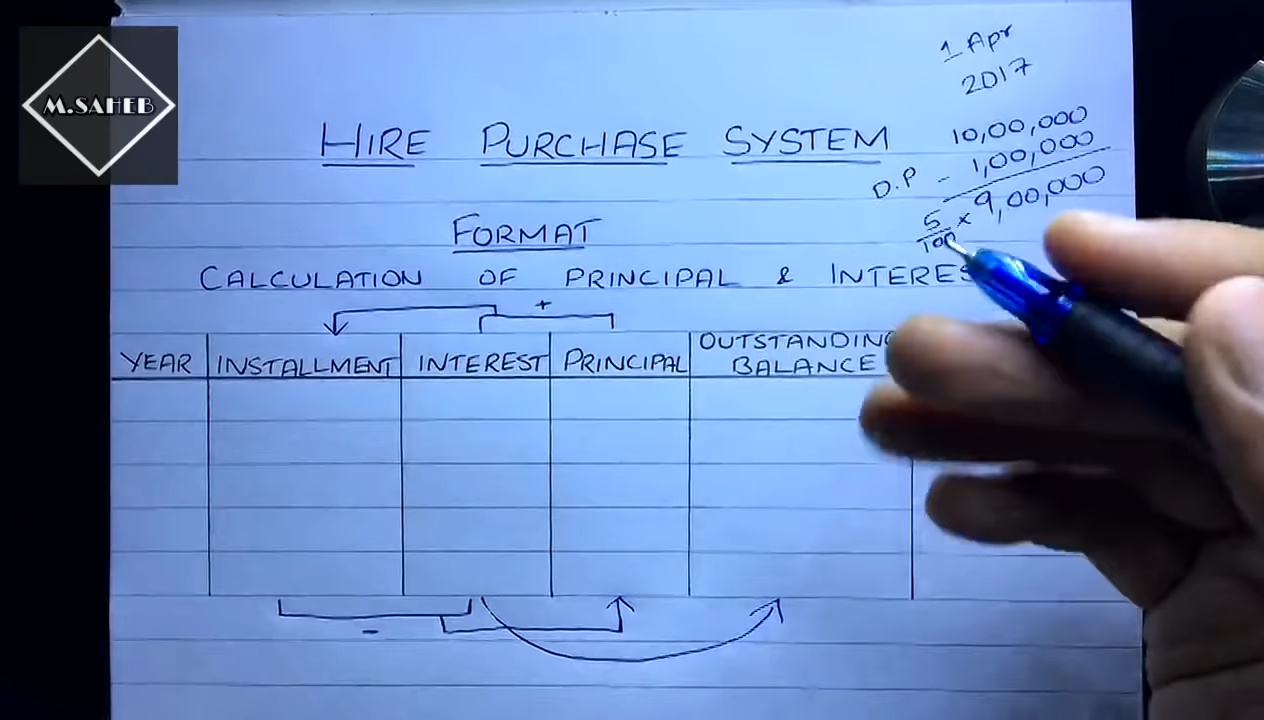 M.SAHEB
1 Apr
2017
HIRE PURCHASE SYSTEM
10,00,000
D.P - 1,00,000
5/100 × 9,00,000
FORMAT
CALCULATION OF PRINCIPAL & INTERES
+
YEAR INSTALLMENT INTEREST PRINCIPAL OUTSTANDING BALANCE
-